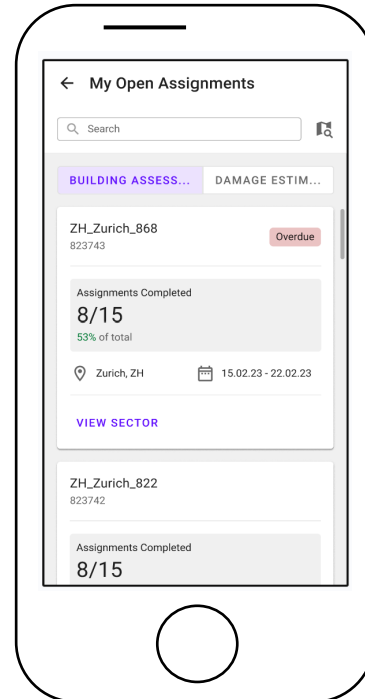 My Open Assignments
Search
BUILDING ASSESS...
DAMAGE ESTIM...
ZH_Zurich_868
Overdue
823743
Assignments Completed
8/15
53% of total
Zurich, ZH
15.02.23 - 22.02.23
VIEW SECTOR
ZH_Zurich_822
823742
Assignments Completed
8/15